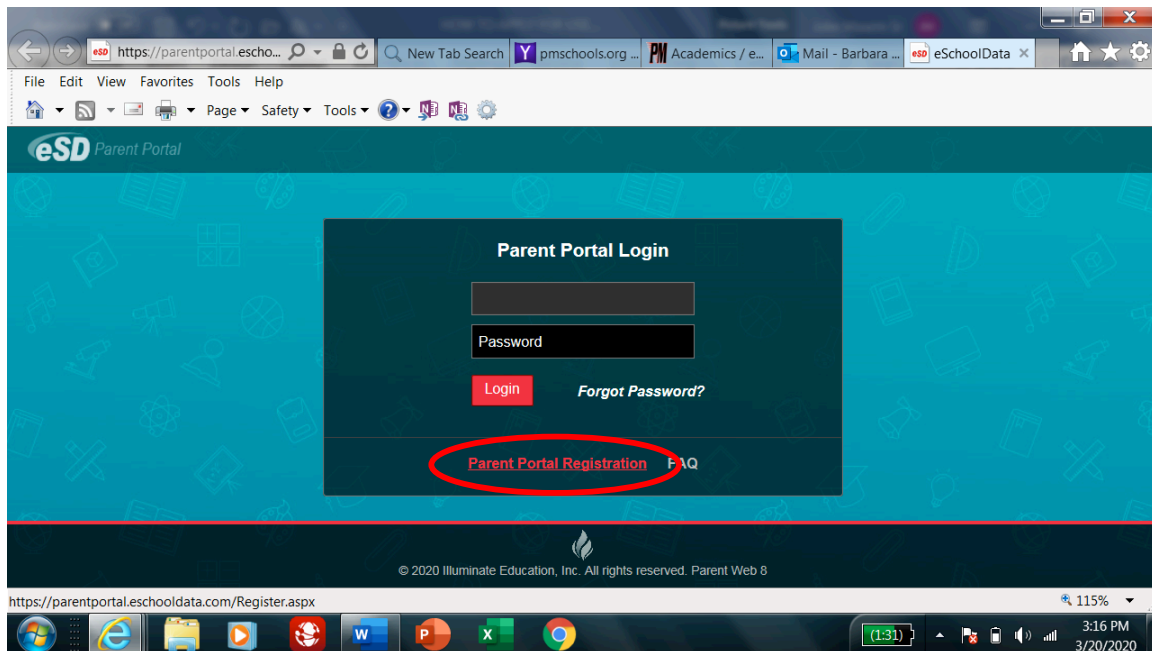 https://parentportal.escho...
New Tab Search
pmschools.org ...
Academics / e...
Mail - Barbara ...
eSchoolData
File Edit View Favorites Tools Help
Page Safety Tools
eSD Parent Portal
Parent Portal Login
Password
Login Forgot Password?
Parent Portal Registration FAQ
© 2020 Illuminate Education, Inc. All rights reserved. Parent Web 8
https://parentportal.eschooldata.com/Register.aspx
115%
(1:31)
3:16 PM
3/20/2020